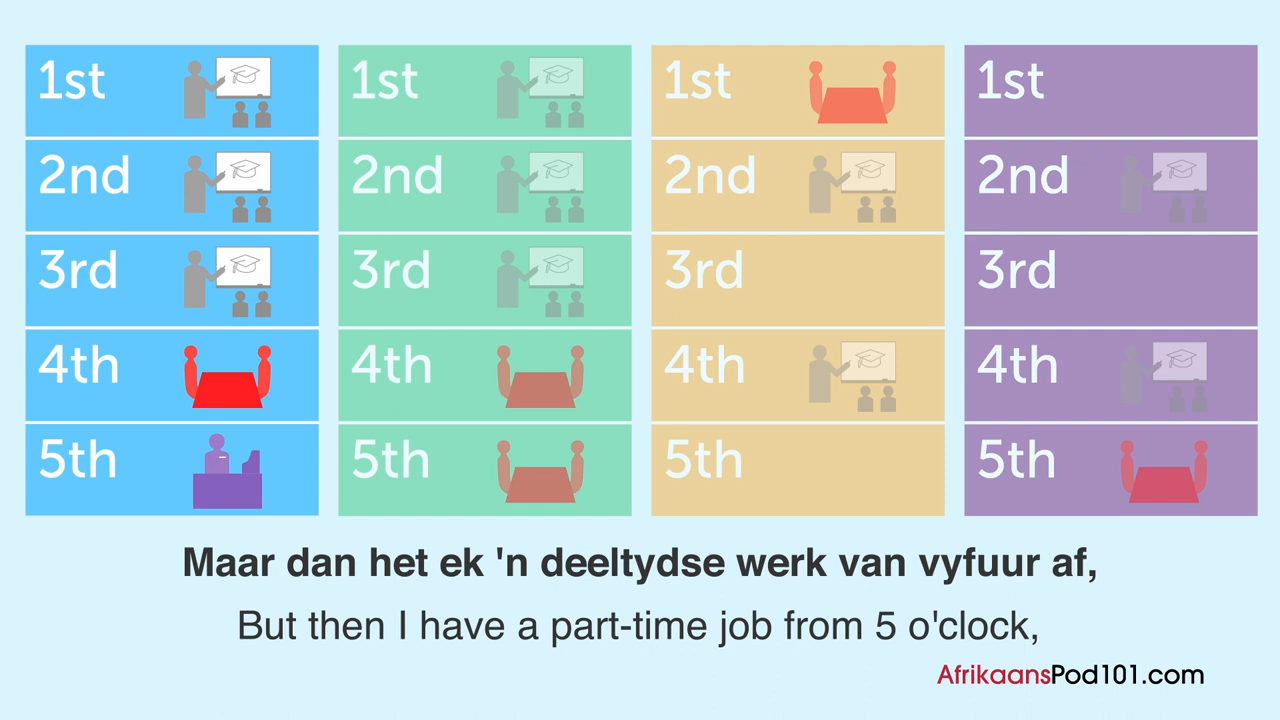 1st
2nd
3rd
4th
5th
1st
2nd
3rd
4th
5th
1st
2nd
3rd
4th
5th
1st
2nd
3rd
4th
5th
Maar dan het ek 'n deeltydse werk van vyfuur af,
But then I have a part-time job from 5 o'clock,
AfrikaansPod101.com